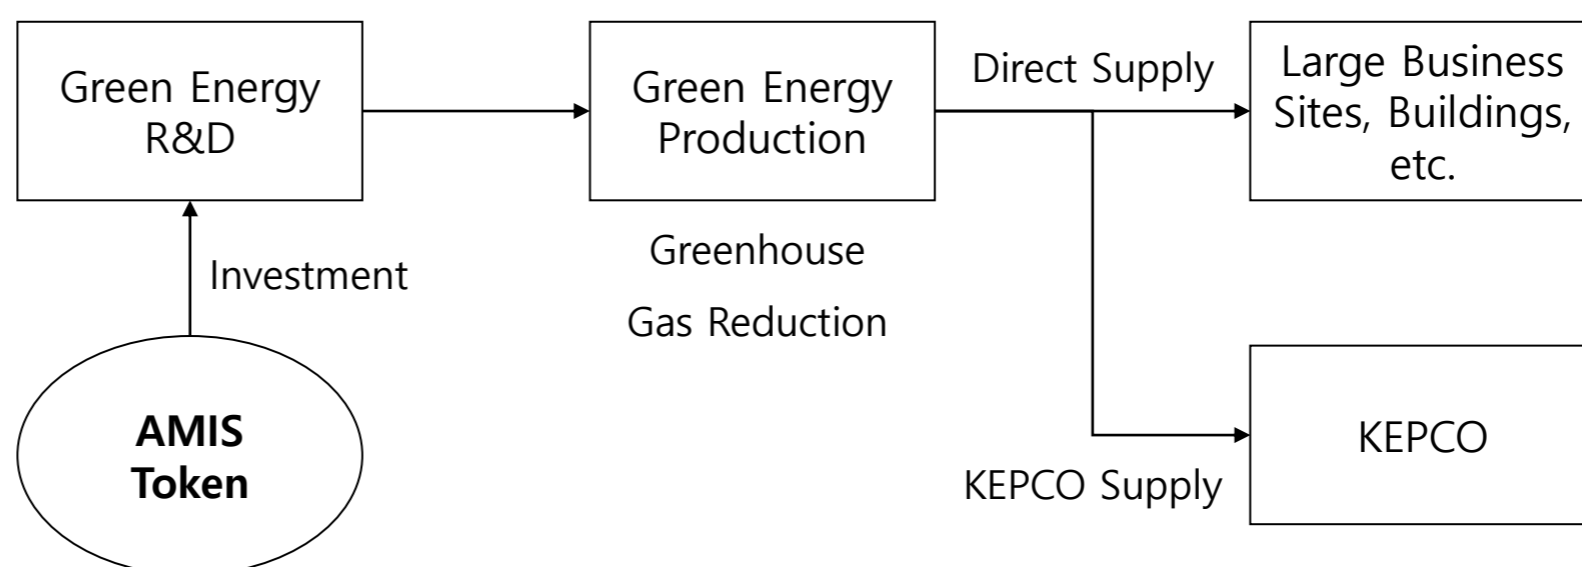 Green Energy
R&D
Green Energy
Production
Direct Supply
Large Business
Sites, Buildings,
etc.
Investment
Greenhouse
Gas Reduction
AMIS
Token
KEPCO Supply
KEPCO